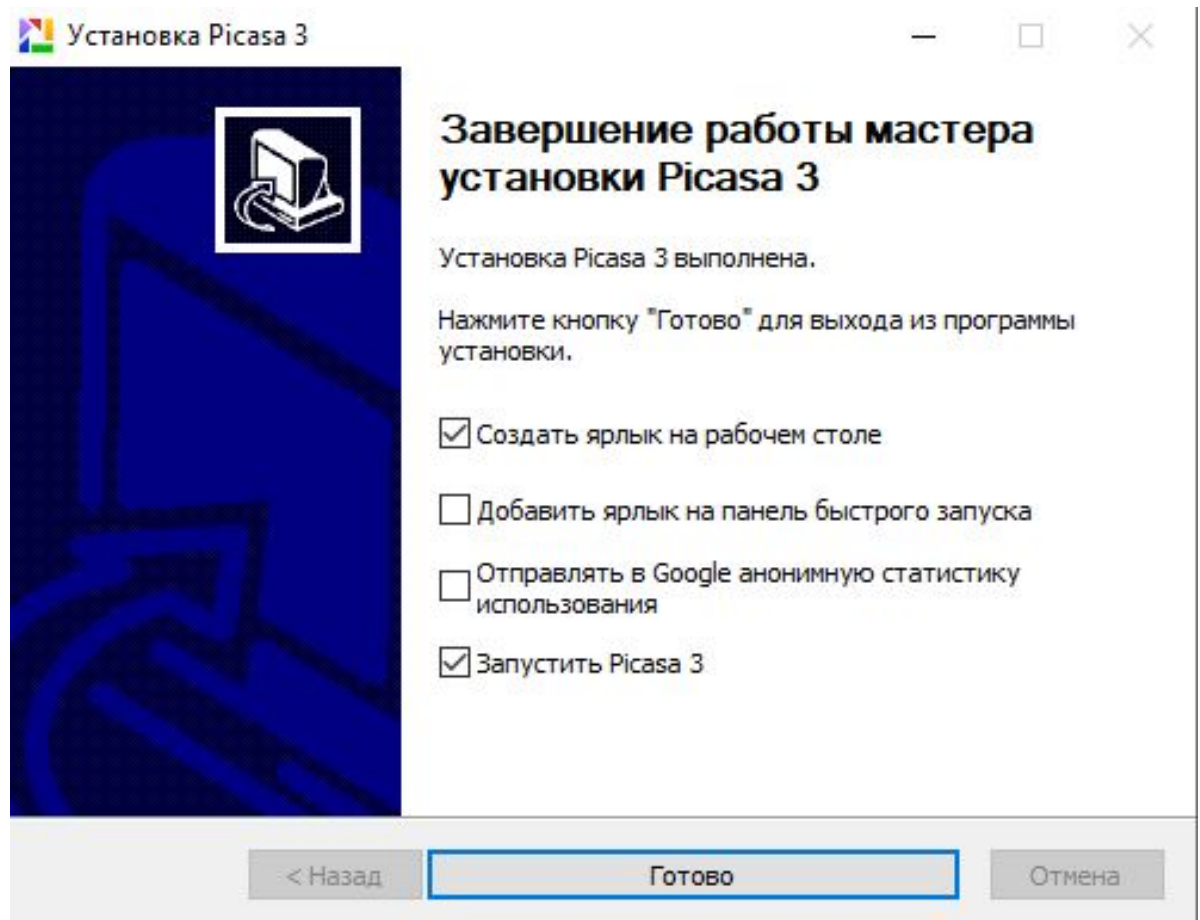 Установка Picasa 3
Завершение работы мастера
установки Picasa 3
Установка Picasa 3 выполнена.
Нажмите кнопку "Готово" для выхода из программы
установки.
Создать ярлык на рабочем столе
Добавить ярлык на панель быстрого запуска
Отправлять в Google анонимную статистику
использования
Запустить Picasa 3
< Назад
Готово
Отмена